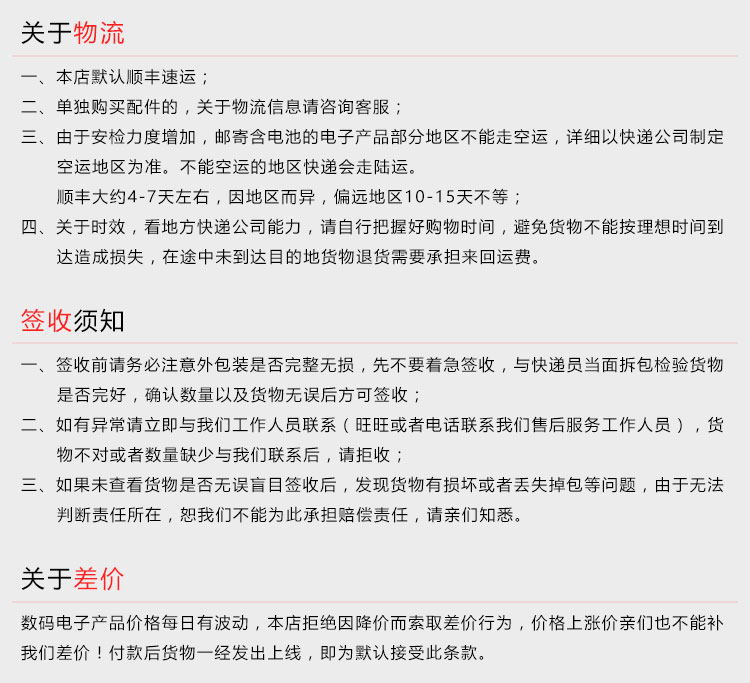 关于物流
一、本店默认顺丰速运；
二、单独购买配件的，关于物流信息请咨询客服；
三、由于安检力度增加，邮寄含电池的电子产品部分地区不能走空运，详细以快递公司制定
空运地区为准。不能空运的地区快递会走陆运。
顺丰大约4-7天左右，因地区而异，偏远地区10-15天不等；
四、关于时效，看地方快递公司能力，请自行把握好购物时间，避免货物不能按理想时间到
达造成损失，在途中未到达目的地货物退货需要承担来回运费。
签收须知
一、签收前请务必注意外包装是否完整无损，先不要着急签收，与快递员当面拆包检验货物
是否完好，确认数量以及货物无误后方可签收；
二、如有异常请立即与我们工作人员联系（旺旺或者电话联系我们售后服务工作人员），货
物不对或者数量缺少与我们联系后，请拒收；
三、如果未查看货物是否无误盲目签收后，发现货物有损坏或者丢失掉包等问题，由于无法
判断责任所在，恕我们不能为此承担赔偿责任，请亲们知悉。
关于差价
数码电子产品价格每日有波动，本店拒绝因降价而索取差价行为，价格上涨价亲们也不能补
我们差价！付款后货物一经发出上线，即为默认接受此条款。